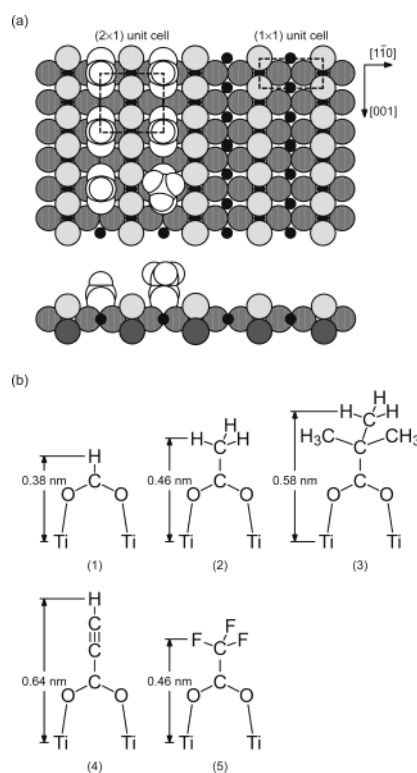 (a)
(2×1) unit cell
(1×1) unit cell
[11̅0]
[001]
(b)
H
C
O O
Ti Ti
0.38 nm
(1)
H
H H
C
C
O O
Ti Ti
0.46 nm
(2)
H
H H
C
H3C C CH3
C
O O
Ti Ti
0.58 nm
(3)
H
C
C
C
O O
Ti Ti
0.64 nm
(4)
F
F F
C
C
O O
Ti Ti
0.46 nm
(5)